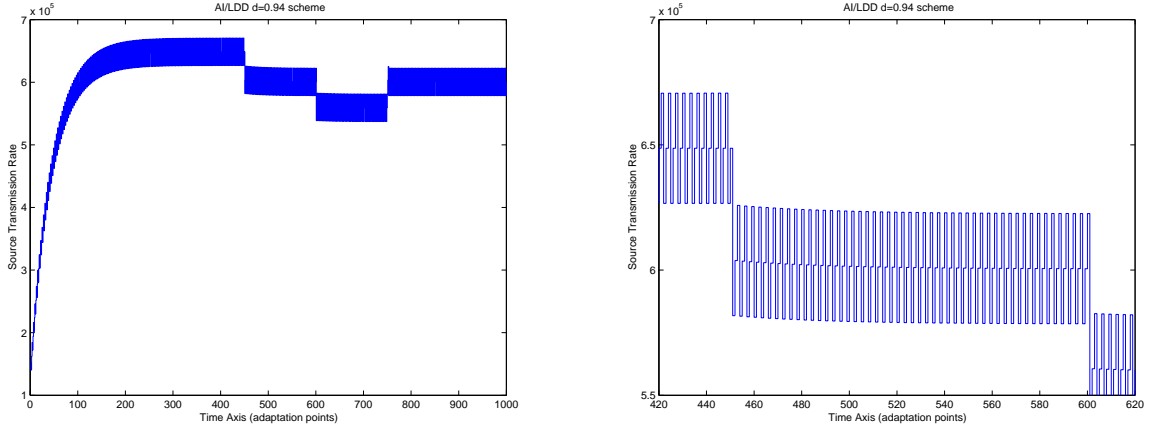 AI/LDD d=0.94 scheme
x 10^5
7
6
5
4
3
2
1
Source Transmission Rate
0 100 200 300 400 500 600 700 800 900 1000
Time Axis (adaptation points)
AI/LDD d=0.94 scheme
x 10^5
7
6.5
6
5.5
Source Transmission Rate
420 440 460 480 500 520 540 560 580 600 620
Time Axis (adaptation points)